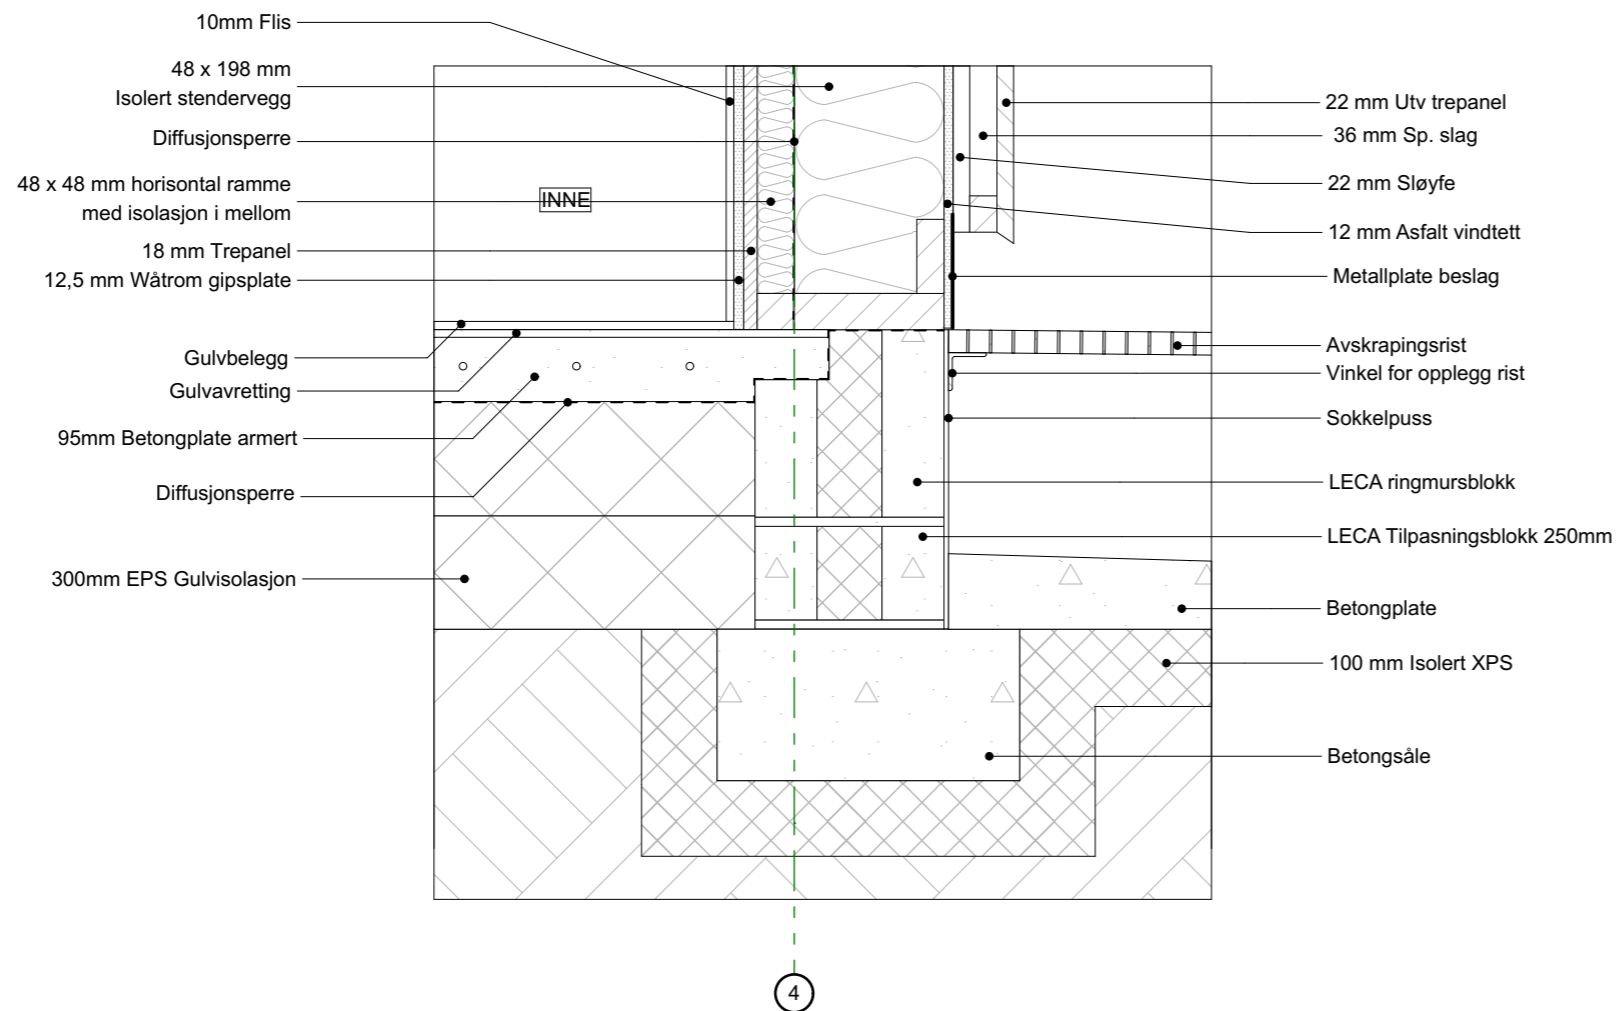 10mm Flis
48 x 198 mm
Isolert stendervegg
Diffusjonsperre
48 x 48 mm horisontal ramme
med isolasjon i mellom
18 mm Trepanel
12,5 mm Wåtrom gipsplate
Gulvbelegg
Gulvavretting
95mm Betongplate armert
Diffusjonsperre
300mm EPS Gulvisolasjon
INNE
22 mm Utv trepanel
36 mm Sp. slag
22 mm Sløyfe
12 mm Asfalt vindtett
Metallplate beslag
Avskrapingsrist
Vinkel for opplegg rist
Sokkelpuss
LECA ringmursblokk
LECA Tilpasningsblokk 250mm
Betongplate
100 mm Isolert XPS
Betongsåle
4